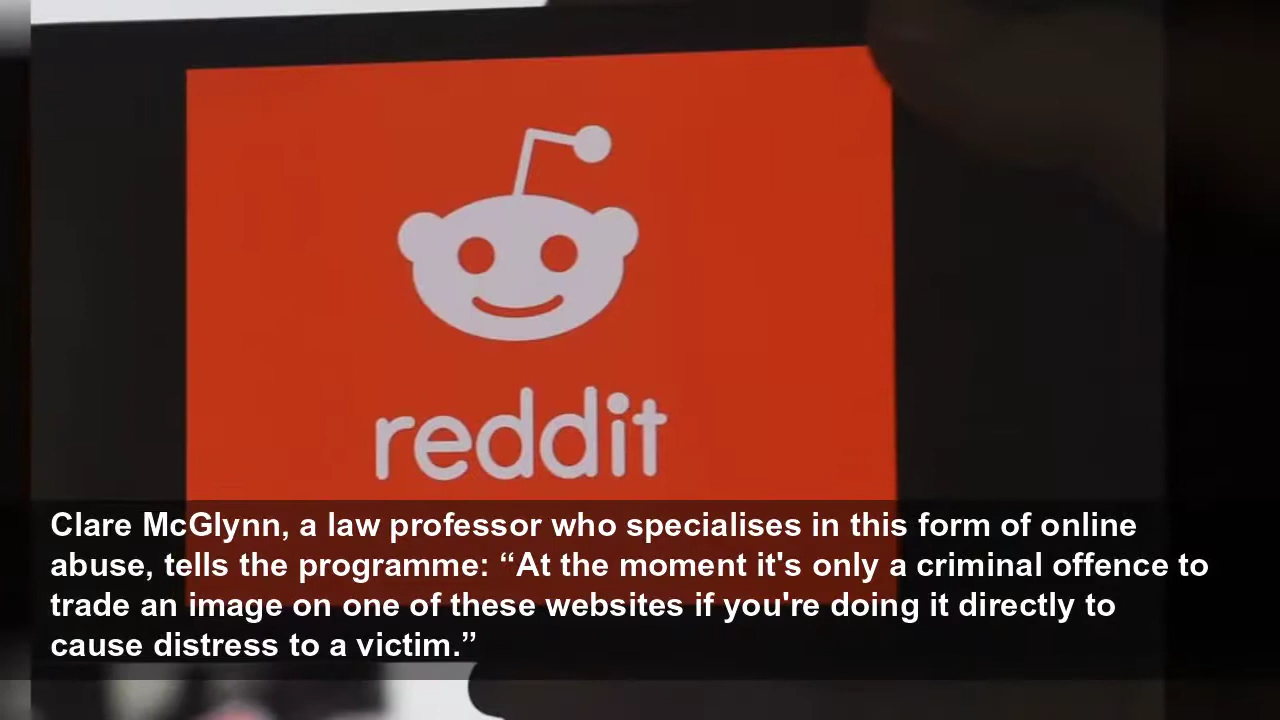 reddit
Clare McGlynn, a law professor who specialises in this form of online
abuse, tells the programme: “At the moment it's only a criminal offence to
trade an image on one of these websites if you're doing it directly to
cause distress to a victim.”